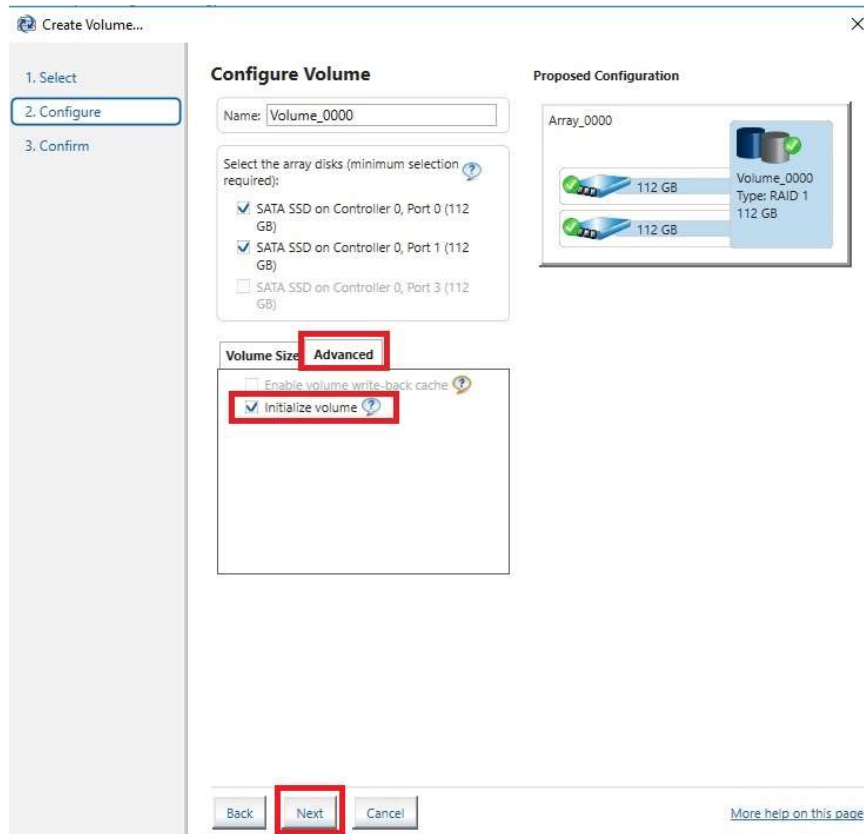 Create Volume...
1. Select
2. Configure
3. Confirm
Configure Volume
Name: Volume_0000
Select the array disks (minimum selection
required):
SATA SSD on Controller 0, Port 0 (112
GB)
SATA SSD on Controller 0, Port 1 (112
GB)
SATA SSD on Controller 0, Port 3 (112
GB)
Volume Size Advanced
Enable volume write-back cache
Initialize volume
Proposed Configuration
Array_0000
112 GB
112 GB
Volume_0000
Type: RAID 1
112 GB
Back Next Cancel
More help on this page